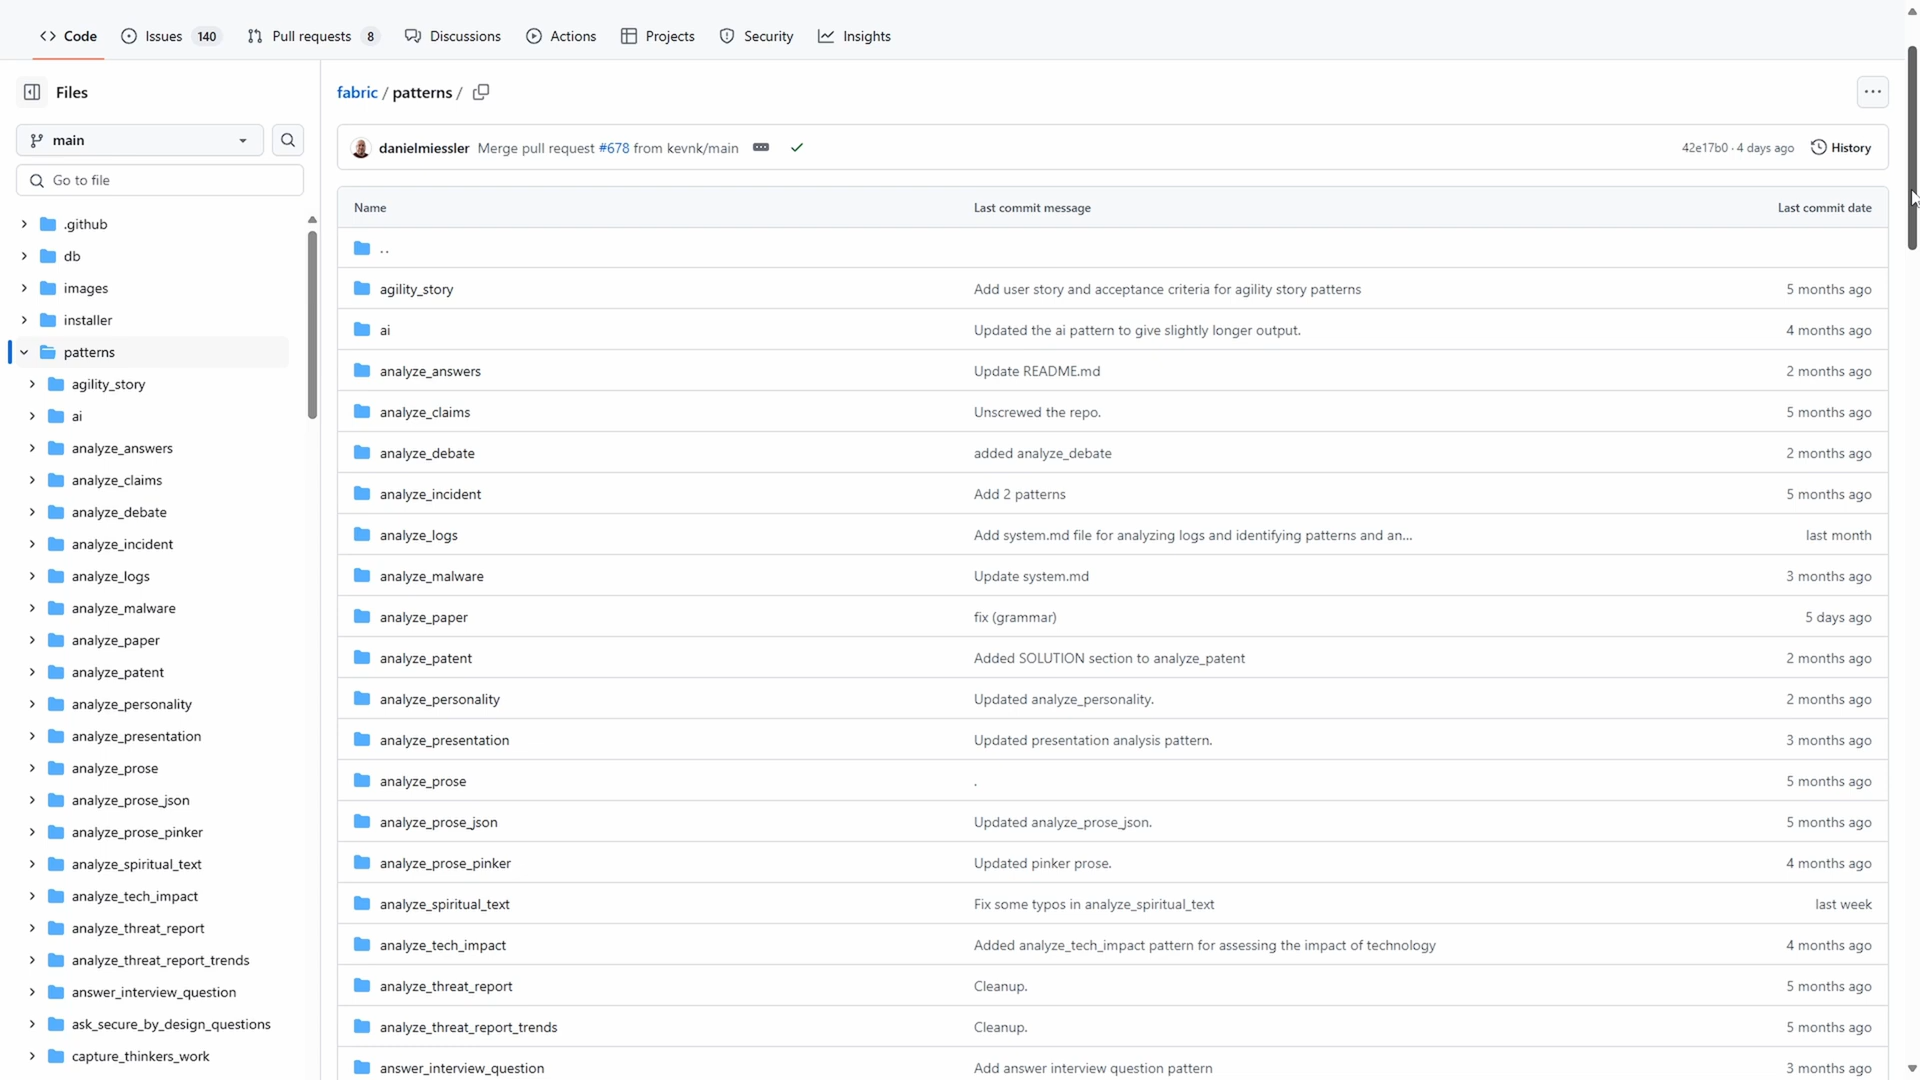 Code Issues 140 Pull requests 8 Discussions Actions Projects Security Insights
Files
main
Go to file
.github
db
images
installer
patterns
agility_story
ai
analyze_answers
analyze_claims
analyze_debate
analyze_incident
analyze_logs
analyze_malware
analyze_paper
analyze_patent
analyze_personality
analyze_presentation
analyze_prose
analyze_prose_json
analyze_prose_pinker
analyze_spiritual_text
analyze_tech_impact
analyze_threat_report
analyze_threat_report_trends
answer_interview_question
ask_secure_by_design_questions
capture_thinkers_work
fabric / patterns /
danielmiessler Merge pull request #678 from kevnk/main 42e17b0 · 4 days ago History
Name Last commit message Last commit date
..
agility_story Add user story and acceptance criteria for agility story patterns 5 months ago
ai Updated the ai pattern to give slightly longer output. 4 months ago
analyze_answers Update README.md 2 months ago
analyze_claims Unscrewed the repo. 5 months ago
analyze_debate added analyze_debate 2 months ago
analyze_incident Add 2 patterns 5 months ago
analyze_logs Add system.md file for analyzing logs and identifying patterns and an... last month
analyze_malware Update system.md 3 months ago
analyze_paper fix (grammar) 5 days ago
analyze_patent Added SOLUTION section to analyze_patent 2 months ago
analyze_personality Updated analyze_personality. 2 months ago
analyze_presentation Updated presentation analysis pattern. 3 months ago
analyze_prose . 5 months ago
analyze_prose_json Updated analyze_prose_json. 5 months ago
analyze_prose_pinker Updated pinker prose. 4 months ago
analyze_spiritual_text Fix some typos in analyze_spiritual_text last week
analyze_tech_impact Added analyze_tech_impact pattern for assessing the impact of technology 4 months ago
analyze_threat_report Cleanup. 5 months ago
analyze_threat_report_trends Cleanup. 5 months ago
answer_interview_question Add answer interview question pattern 3 months ago